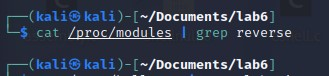 ┌──(kali㉿kali)-[~/Documents/lab6]
└─$ cat /proc/modules | grep reverse
┌──(kali㉿kali)-[~/Documents/lab6]